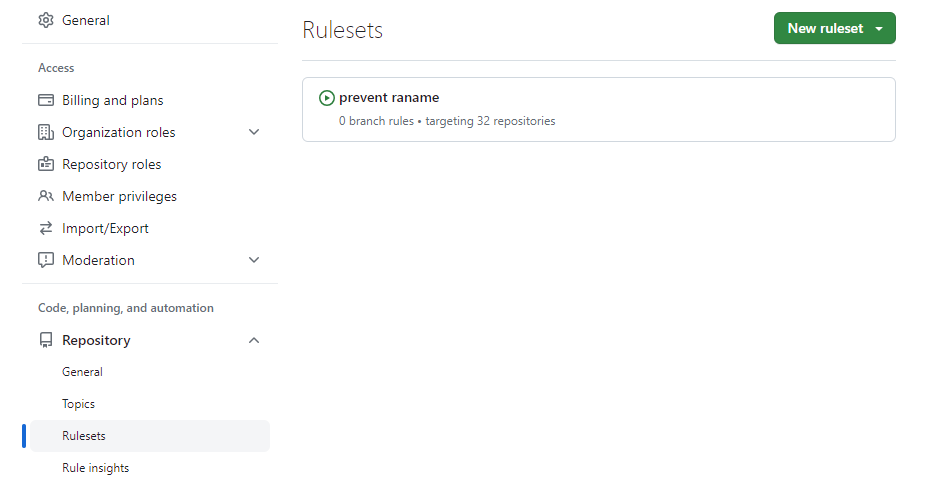 General
Access
Billing and plans
Organization roles
Repository roles
Member privileges
Import/Export
Moderation
Code, planning, and automation
Repository
General
Topics
Rulesets
Rule insights
Rulesets
New ruleset
prevent raname
0 branch rules • targeting 32 repositories